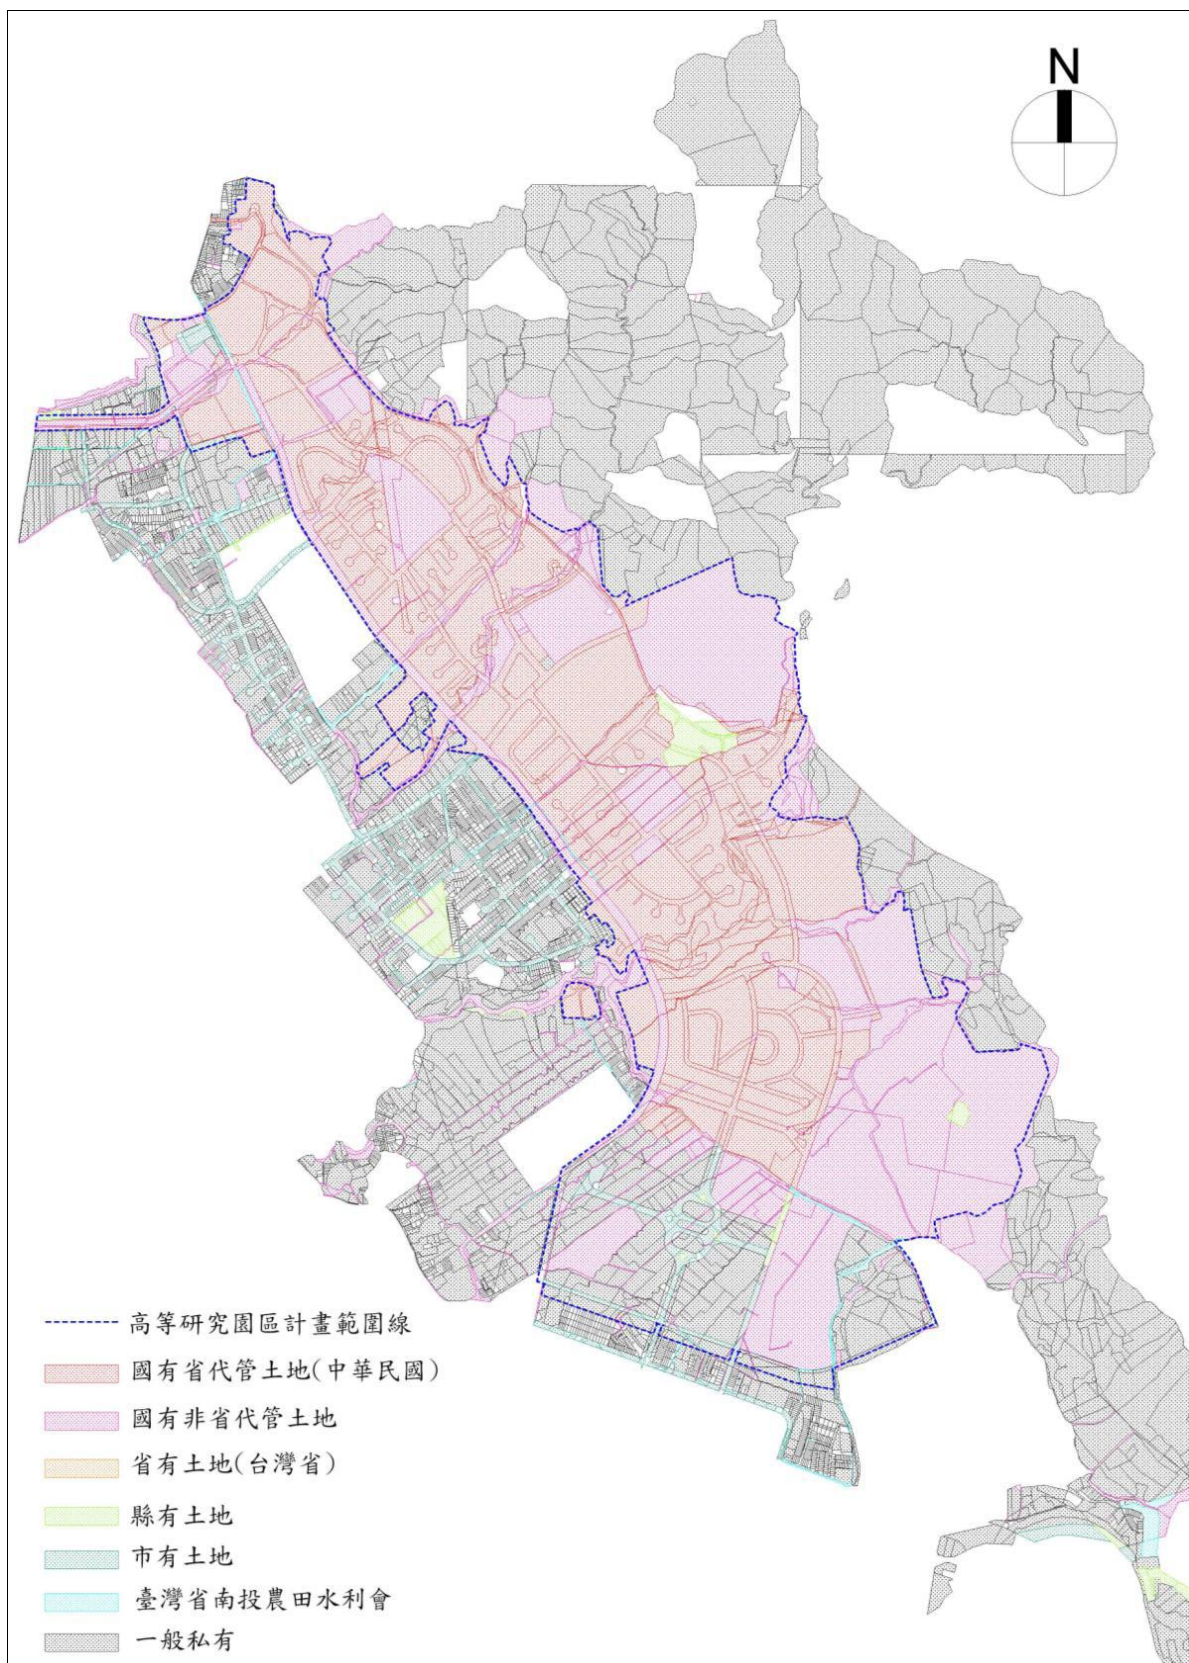 N
高等研究園區計畫範圍線
國有省代管土地(中華民國)
國有非省代管土地
省有土地(台灣省)
縣有土地
市有土地
臺灣省南投農田水利會
一般私有